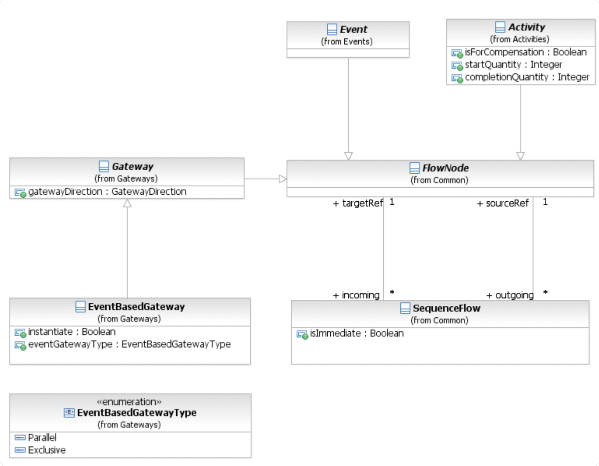 Event
(from Events)
Activity
(from Activities)
isForCompensation : Boolean
startQuantity : Integer
completionQuantity : Integer
Gateway
(from Gateways)
gatewayDirection : GatewayDirection
FlowNode
(from Common)
+ targetRef 1
+ sourceRef 1
+ incoming *
+ outgoing *
EventBasedGateway
(from Gateways)
instantiate : Boolean
eventGatewayType : EventBasedGatewayType
SequenceFlow
(from Common)
isImmediate : Boolean
«enumeration»
EventBasedGatewayType
(from Gateways)
Parallel
Exclusive